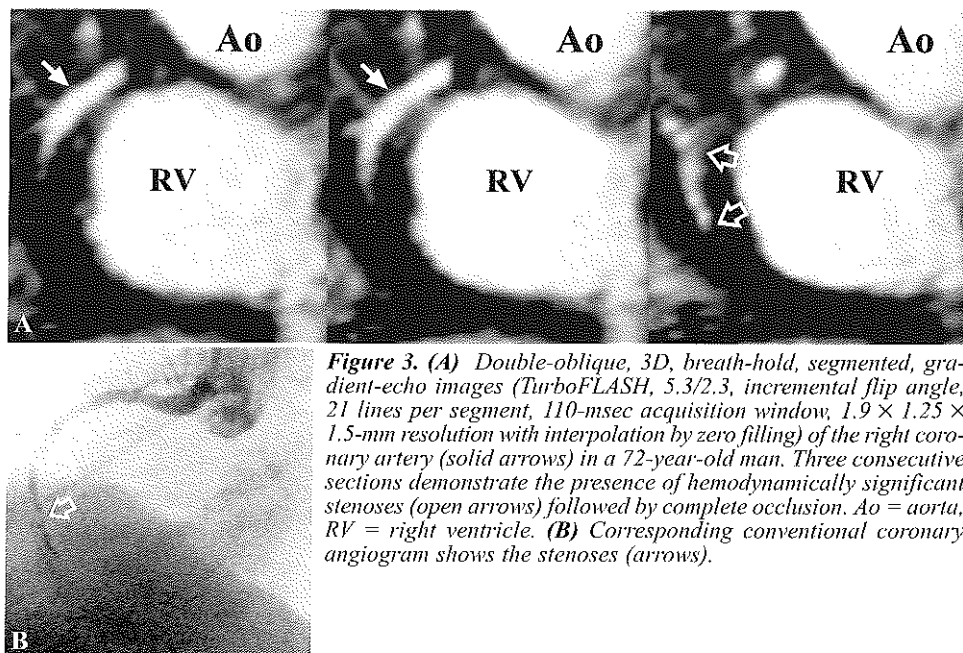 Ao Ao Ao
RV RV RV
A
Figure 3. (A) Double-oblique, 3D, breath-hold, segmented, gra-
dient-echo images (TurboFLASH, 5.3/2.3, incremental flip angle,
21 lines per segment, 110-msec acquisition window, 1.9 × 1.25 ×
1.5-mm resolution with interpolation by zero filling) of the right coro-
nary artery (solid arrows) in a 72-year-old man. Three consecutive
sections demonstrate the presence of hemodynamically significant
stenoses (open arrows) followed by complete occlusion. Ao = aorta,
RV = right ventricle. (B) Corresponding conventional coronary
angiogram shows the stenoses (arrows).
B